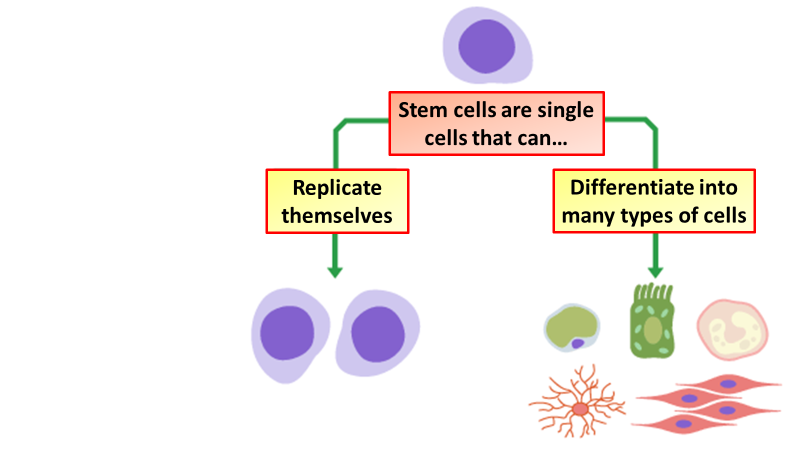 Stem cells are single
cells that can...
Replicate
themselves
Differentiate into
many types of cells